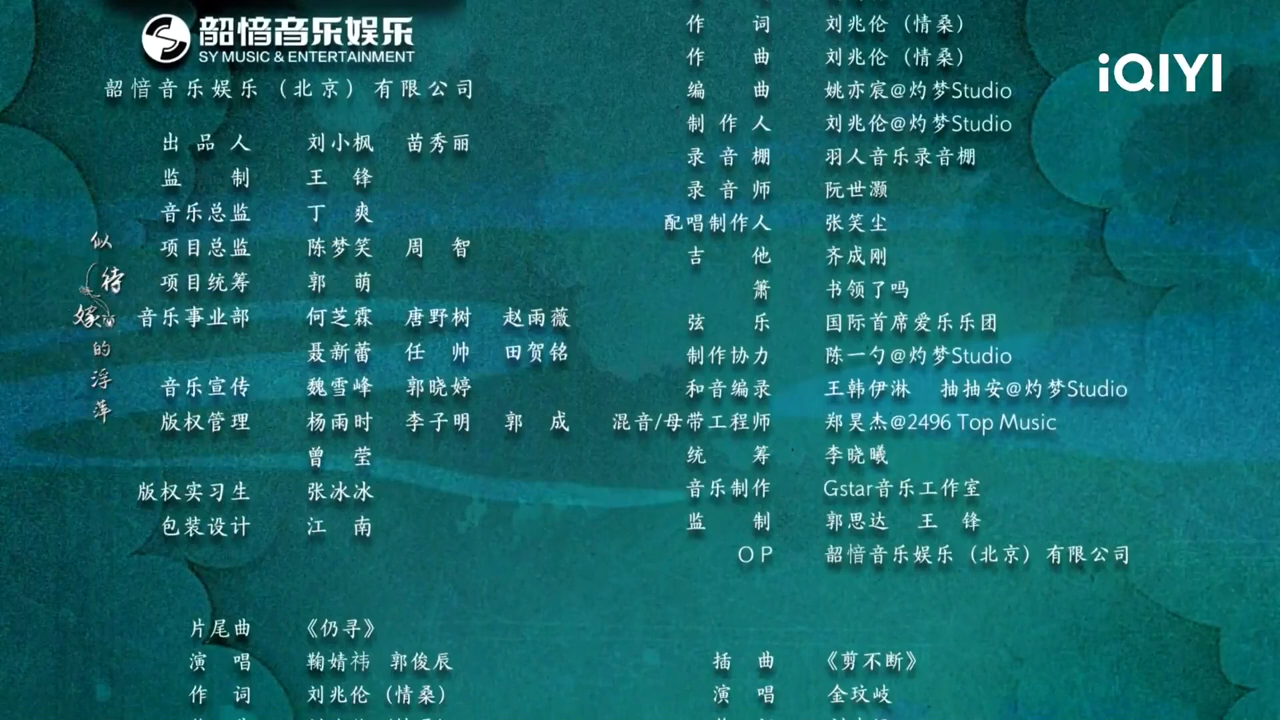 韶愔音乐娱乐
SY MUSIC & ENTERTAINMENT
韶愔音乐娱乐（北京）有限公司
出品人 刘小枫 苗秀丽
监制 王锋
音乐总监 丁爽
项目总监 陈梦笑 周智
项目统筹 郭萌
音乐事业部 何芝霖 唐野树 赵雨薇
聂新蕾 任帅 田贺铭
音乐宣传 魏雪峰 郭晓婷
版权管理 杨雨时 李子明 郭成
曾莹
版权实习生 张冰冰
包装设计 江南
片尾曲 《仍寻》
演唱 鞠婧祎 郭俊辰
作词 刘兆伦（情桑）
似
待
嫁
的
浮
萍
作词 刘兆伦（情桑）
作曲 刘兆伦（情桑）
编曲 姚亦宸@灼梦Studio
制作人 刘兆伦@灼梦Studio
录音棚 羽人音乐录音棚
录音师 阮世灏
配唱制作人 张笑尘
吉他 齐成刚
箫 书领了吗
弦乐 国际首席爱乐乐团
制作协力 陈一勺@灼梦Studio
和音编录 王韩伊淋 抽抽安@灼梦Studio
混音/母带工程师 郑昊杰@2496 Top Music
统筹 李晓曦
音乐制作 Gstar音乐工作室
监制 郭思达 王锋
OP 韶愔音乐娱乐（北京）有限公司
插曲 《剪不断》
演唱 金玟岐
iQIYI